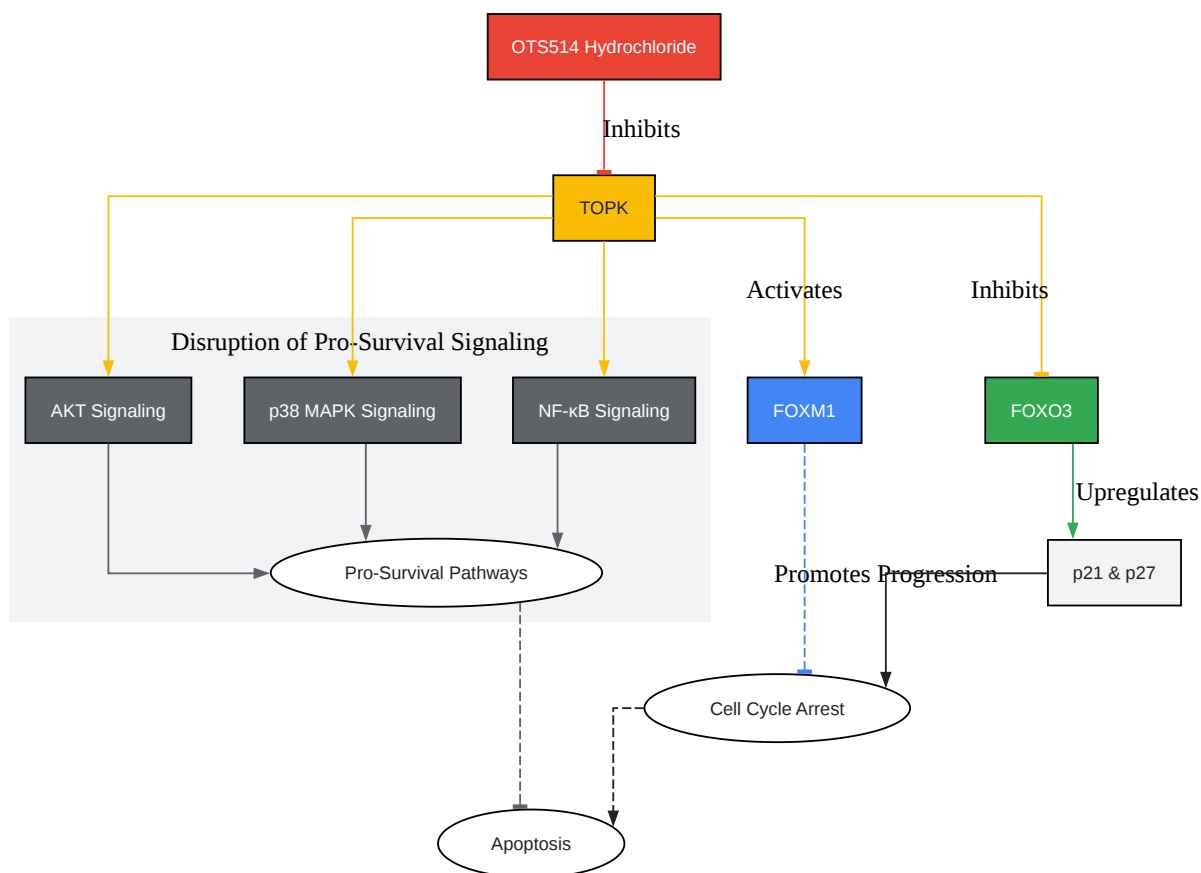 OTS514 Hydrochloride
Inhibits
TOPK
Activates
Inhibits
Disruption of Pro-Survival Signaling
AKT Signaling
p38 MAPK Signaling
NF-κB Signaling
FOXM1
FOXO3
Upregulates
Pro-Survival Pathways
Promotes Progression
p21 & p27
Cell Cycle Arrest
Apoptosis